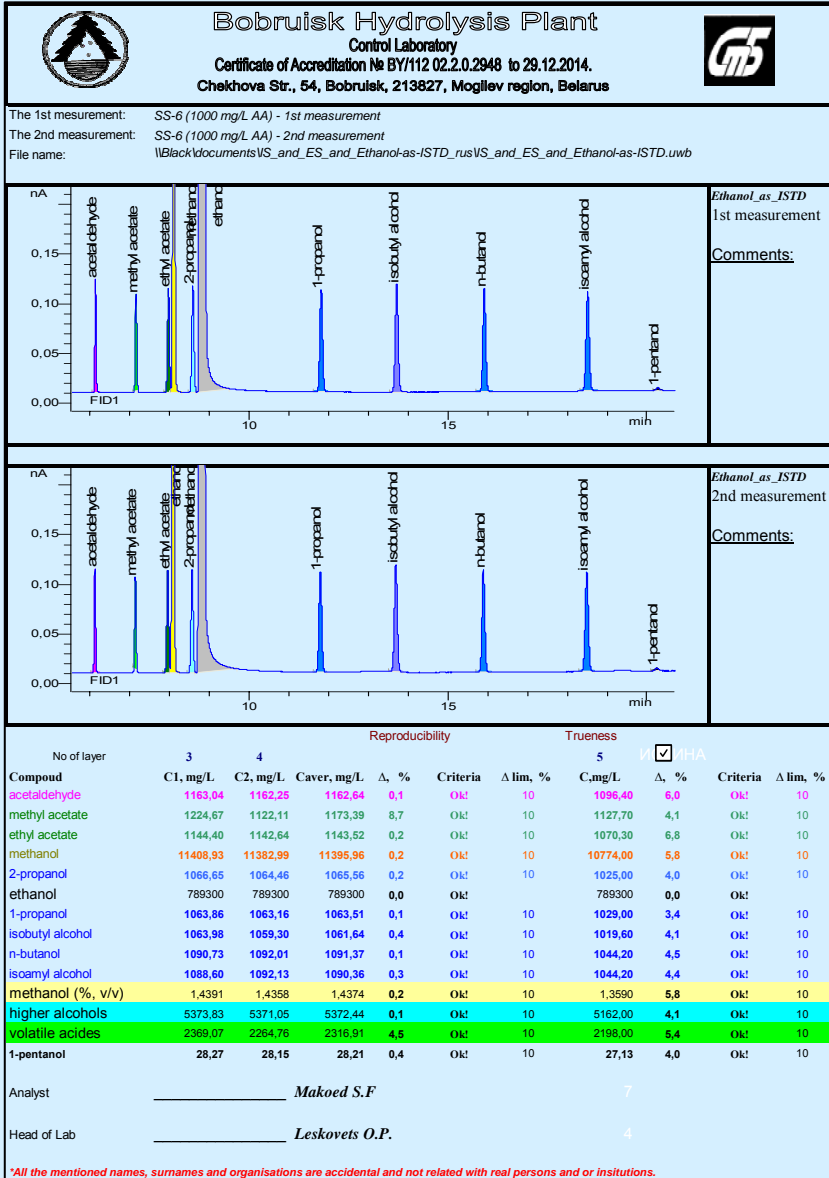 Bobruisk Hydrolysis Plant
Control Laboratory
Certificate of Accreditation № BY/112 02.2.0.2948 to 29.12.2014.
Chekhova Str., 54, Bobruisk, 213827, Mogilev region, Belarus
The 1st mesurement: SS-6 (1000 mg/L AA) - 1st measurement
The 2nd measurement: SS-6 (1000 mg/L AA) - 2nd measurement
File name: \\Black\documents\IS_and_ES_and_Ethanol-as-ISTD_rus\IS_and_ES_and_Ethanol-as-ISTD.uwb
nA
0,15
0,10
0,05
0,00
FID1
10
15
min
acetaldehyde
methyl acetate
ethyl acetate
2-propanol
methanol
ethanol
1-propanol
isobutyl alcohol
n-butanol
isoamyl alcohol
1-pentanol
Ethanol_as_ISTD
1st measurement
Comments:
nA
0,15
0,10
0,05
0,00
FID1
10
15
min
acetaldehyde
methyl acetate
ethyl acetate
ethanol
2-propanol
methanol
1-propanol
isobutyl alcohol
n-butanol
isoamyl alcohol
1-pentanol
Ethanol_as_ISTD
2nd measurement
Comments:
Reproducibility Trueness
No of layer 3 4 5
Compoud C1, mg/L C2, mg/L Caver, mg/L Δ, % Criteria Δ lim, % C,mg/L Δ, % Criteria Δ lim, %
acetaldehyde 1163,04 1162,25 1162,64 0,1 Ok! 10 1096,40 6,0 Ok! 10
methyl acetate 1224,67 1122,11 1173,39 8,7 Ok! 10 1127,70 4,1 Ok! 10
ethyl acetate 1144,40 1142,64 1143,52 0,2 Ok! 10 1070,30 6,8 Ok! 10
methanol 11408,93 11382,99 11395,96 0,2 Ok! 10 10774,00 5,8 Ok! 10
2-propanol 1066,65 1064,46 1065,56 0,2 Ok! 10 1025,00 4,0 Ok! 10
ethanol 789300 789300 789300 0,0 Ok! 789300 0,0 Ok!
1-propanol 1063,86 1063,16 1063,51 0,1 Ok! 10 1029,00 3,4 Ok! 10
isobutyl alcohol 1063,98 1059,30 1061,64 0,4 Ok! 10 1019,60 4,1 Ok! 10
n-butanol 1090,73 1092,01 1091,37 0,1 Ok! 10 1044,20 4,5 Ok! 10
isoamyl alcohol 1088,60 1092,13 1090,36 0,3 Ok! 10 1044,20 4,4 Ok! 10
methanol (%, v/v) 1,4391 1,4358 1,4374 0,2 Ok! 10 1,3590 5,8 Ok! 10
higher alcohols 5373,83 5371,05 5372,44 0,1 Ok! 10 5162,00 4,1 Ok! 10
volatile acides 2369,07 2264,76 2316,91 4,5 Ok! 10 2198,00 5,4 Ok! 10
1-pentanol 28,27 28,15 28,21 0,4 Ok! 10 27,13 4,0 Ok! 10
Analyst Makoed S.F 7
Head of Lab Leskovets O.P. 4
*All the mentioned names, surnames and organisations are accidental and not related with real persons and or insitutions.